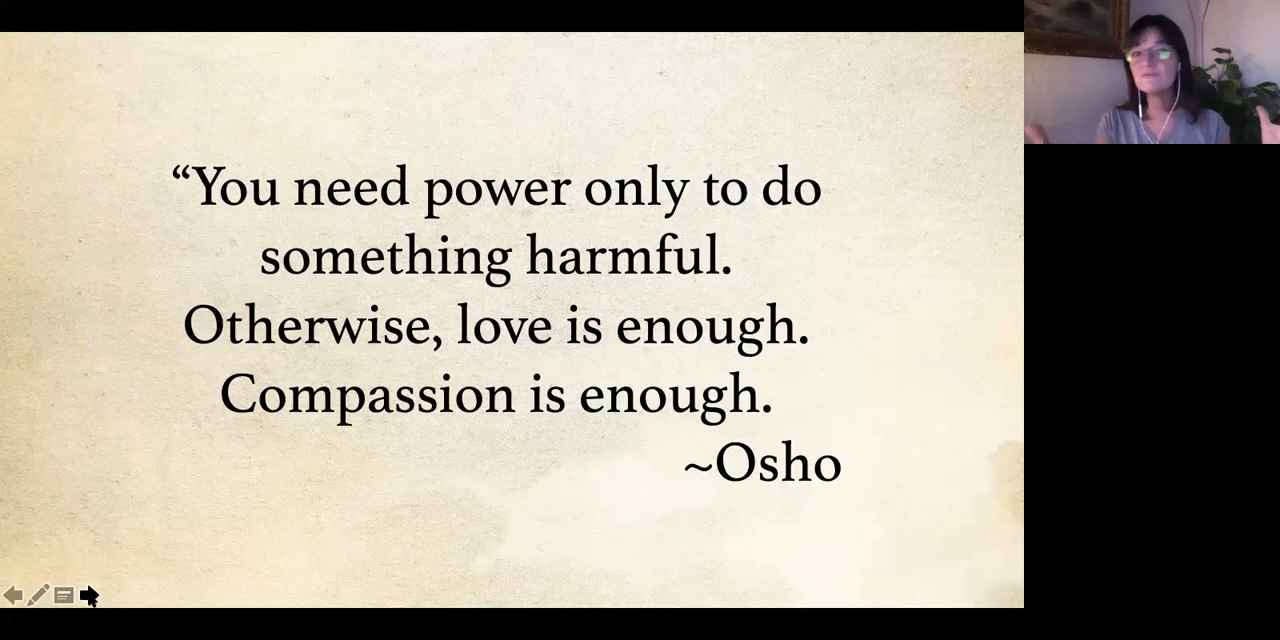 “You need power only to do
something harmful.
Otherwise, love is enough.
Compassion is enough.
~Osho